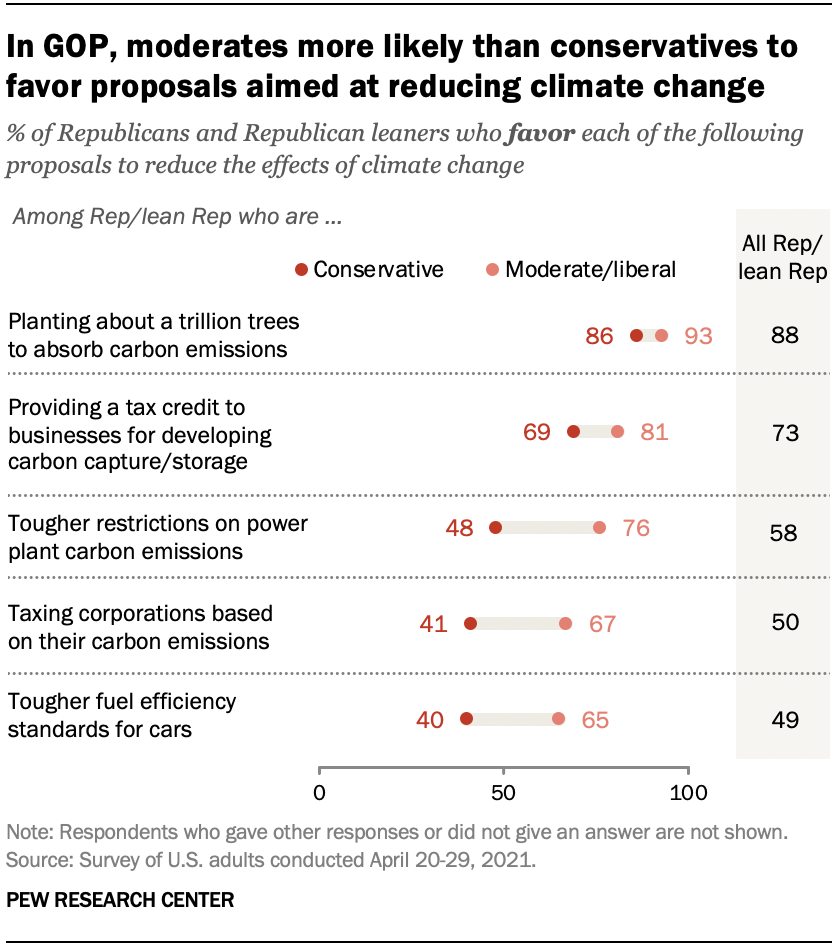 In GOP, moderates more likely than conservatives to
favor proposals aimed at reducing climate change
% of Republicans and Republican leaners who favor each of the following
proposals to reduce the effects of climate change
Among Rep/lean Rep who are ...
All Rep/
lean Rep
Conservative Moderate/liberal
Planting about a trillion trees
to absorb carbon emissions
86 93 88
Providing a tax credit to
businesses for developing
carbon capture/storage
69 81 73
Tougher restrictions on power
plant carbon emissions
48 76 58
Taxing corporations based
on their carbon emissions
41 67 50
Tougher fuel efficiency
standards for cars
40 65 49
0 50 100
Note: Respondents who gave other responses or did not give an answer are not shown.
Source: Survey of U.S. adults conducted April 20-29, 2021.
PEW RESEARCH CENTER